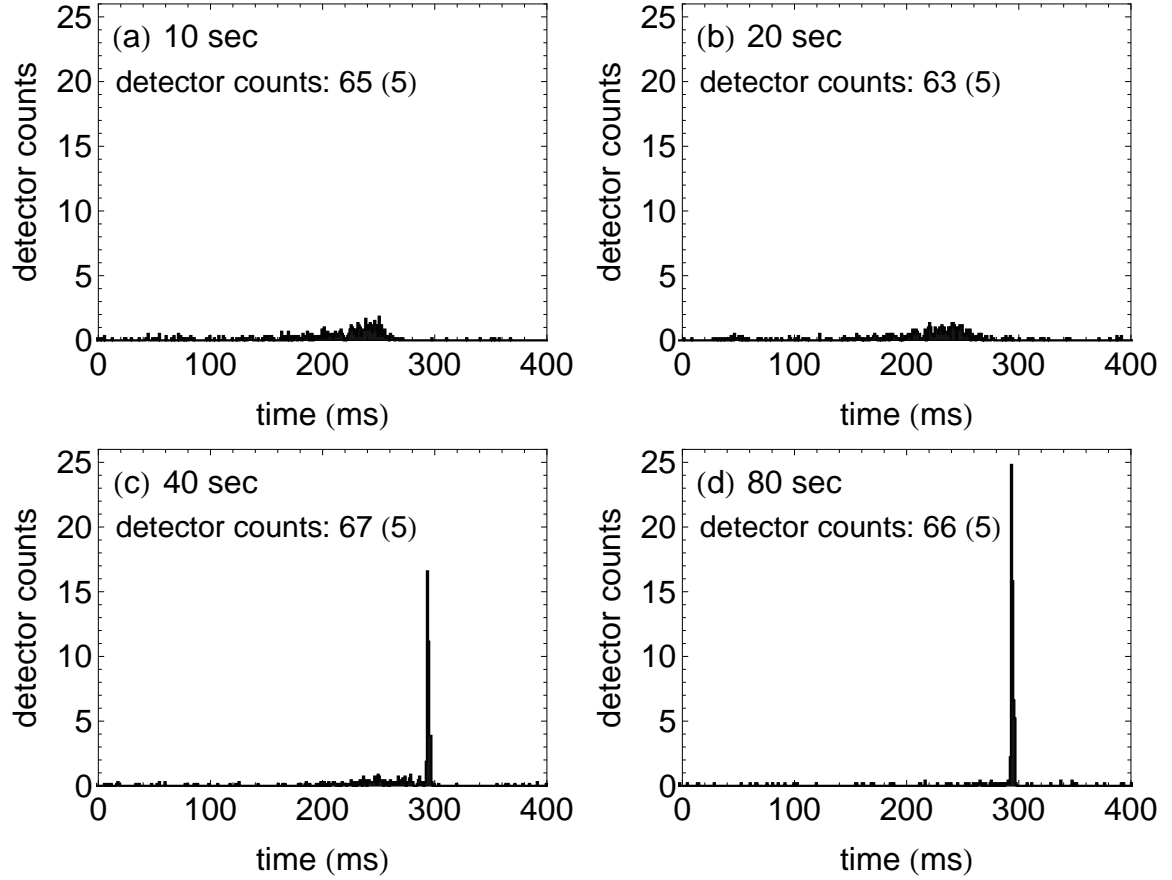 (a) 10 sec
detector counts: 65 (5)
detector counts
25
20
15
10
5
0
0 100 200 300 400
time (ms)
(b) 20 sec
detector counts: 63 (5)
detector counts
25
20
15
10
5
0
0 100 200 300 400
time (ms)
(c) 40 sec
detector counts: 67 (5)
detector counts
25
20
15
10
5
0
0 100 200 300 400
time (ms)
(d) 80 sec
detector counts: 66 (5)
detector counts
25
20
15
10
5
0
0 100 200 300 400
time (ms)